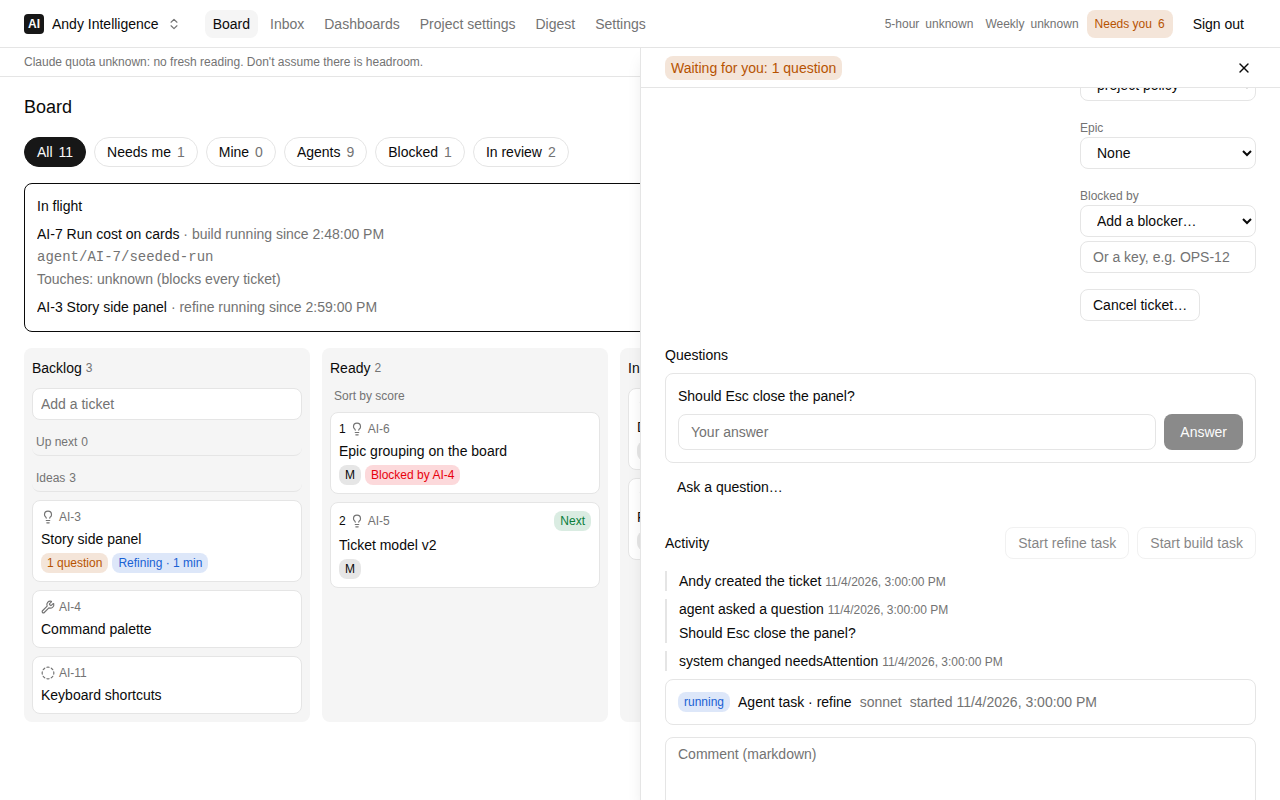 AI Andy Intelligence Board Inbox Dashboards Project settings Digest Settings 5-hour unknown Weekly unknown Needs you 6 Sign out
Claude quota unknown: no fresh reading. Don't assume there is headroom.
Board
All 11 Needs me 1 Mine 0 Agents 9 Blocked 1 In review 2
In flight
AI-7 Run cost on cards · build running since 2:48:00 PM
agent/AI-7/seeded-run
Touches: unknown (blocks every ticket)
AI-3 Story side panel · refine running since 2:59:00 PM
Backlog 3
Add a ticket
Up next 0
Ideas 3
AI-3
Story side panel
1 question Refining · 1 min
AI-4
Command palette
AI-11
Keyboard shortcuts
Ready 2
Sort by score
1 AI-6
Epic grouping on the board
M Blocked by AI-4
2 AI-5 Next
Ticket model v2
M
In
Waiting for you: 1 question
project policy
Epic
None
Blocked by
Add a blocker…
Or a key, e.g. OPS-12
Cancel ticket…
Questions
Should Esc close the panel?
Your answer Answer
Ask a question…
Activity Start refine task Start build task
Andy created the ticket 11/4/2026, 3:00:00 PM
agent asked a question 11/4/2026, 3:00:00 PM
Should Esc close the panel?
system changed needsAttention 11/4/2026, 3:00:00 PM
running Agent task · refine sonnet started 11/4/2026, 3:00:00 PM
Comment (markdown)